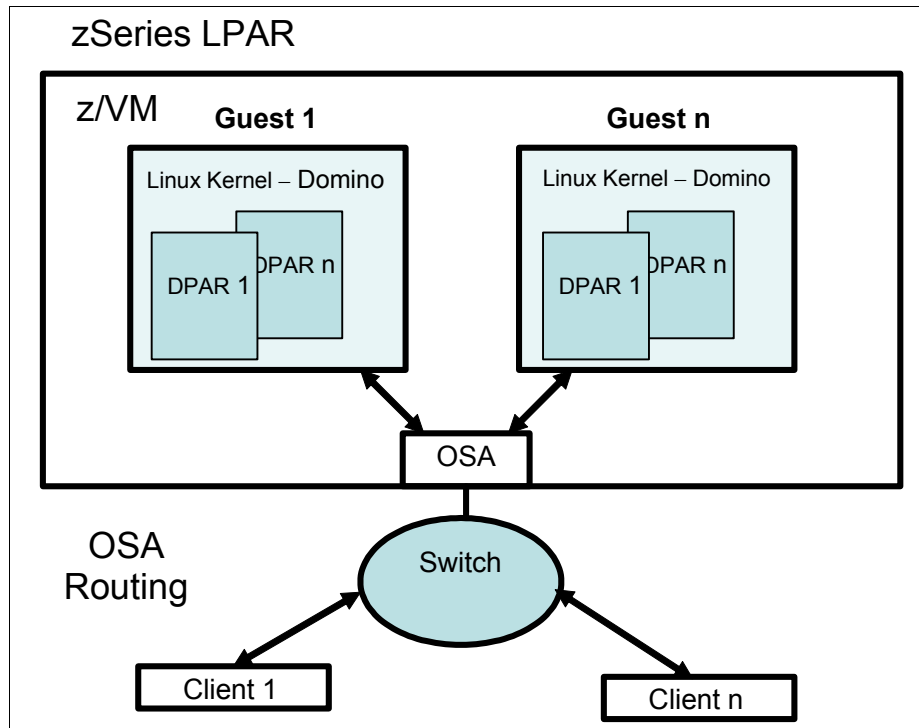 zSeries LPAR
z/VM
Guest 1
Guest n
Linux Kernel – Domino
Linux Kernel – Domino
DPAR n
DPAR 1
DPAR n
DPAR 1
OSA
OSA
Routing
Switch
Client 1
Client n